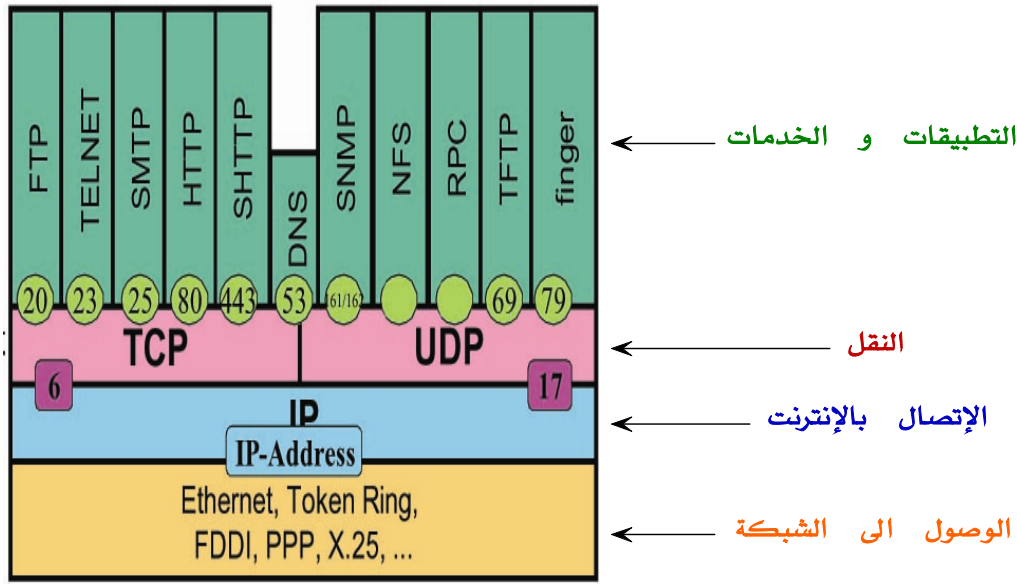 FTP
TELNET
SMTP
HTTP
SHTTP
DNS
SNMP
NFS
RPC
TFTP
finger
التطبيقات و الخدمات
20 23 25 80 443 53 161/162 69 79
TCP UDP
النقل
6 17
IP
الإتصال بالإنترنت
IP-Address
Ethernet, Token Ring,
FDDI, PPP, X.25, ...
الوصول الى الشبكة